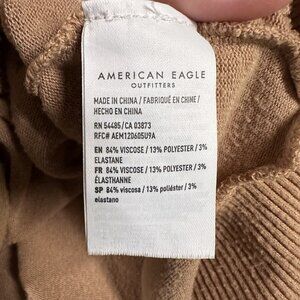 AMERICAN EAGLE
OUTFITTERS
MADE IN CHINA / FABRIQUÉ EN CHINE /
HECHO EN CHINA
RN 54485/CA 03873
RFC# AEM120605U9A
EN 84% VISCOSE / 13% POLYESTER / 3%
ELASTANE
FR 84% VISCOSE / 13% POLYESTER / 3%
ÉLASTHANNE
SP 84% viscosa / 13% poliéster / 3%
elastano